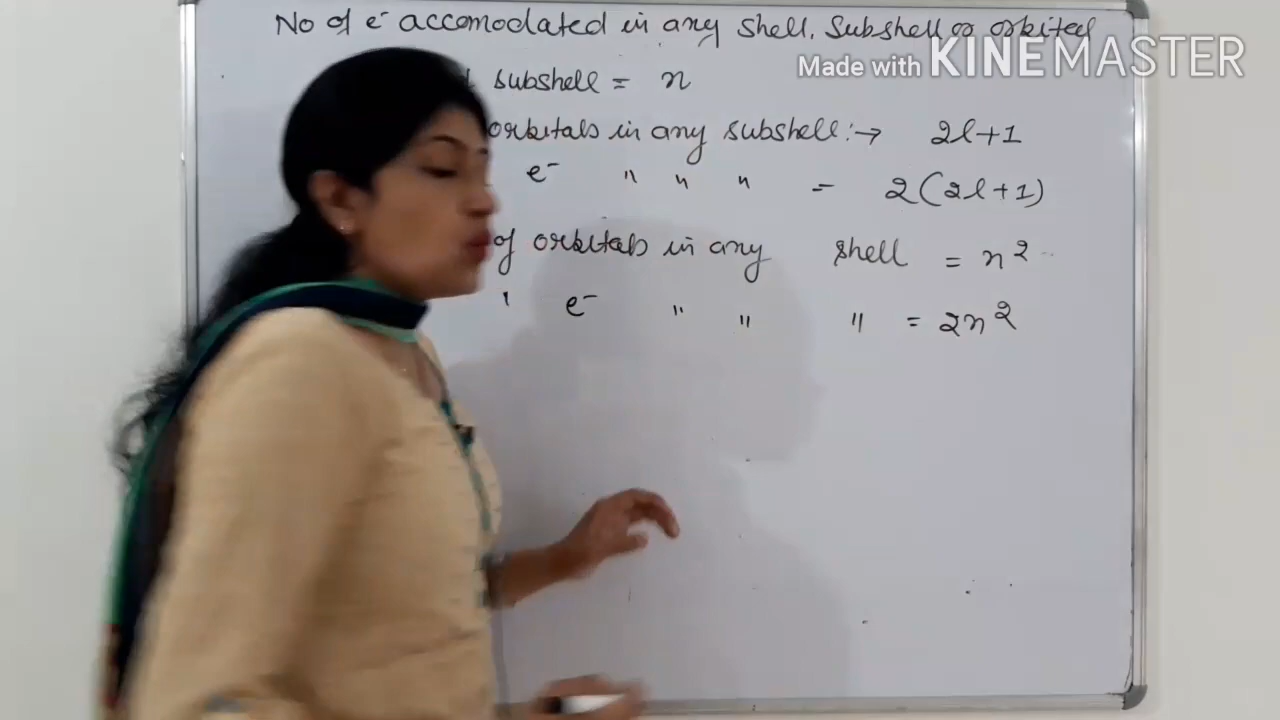 No of e⁻ accomodated in any shell, Subshell or orbital
Made with KINEMASTER
subshell = n
orbitals in any subshell :→ 2l+1
e⁻ " " " = 2(2l+1)
of orbitals in any shell = n²
" e⁻ " " " = 2n²